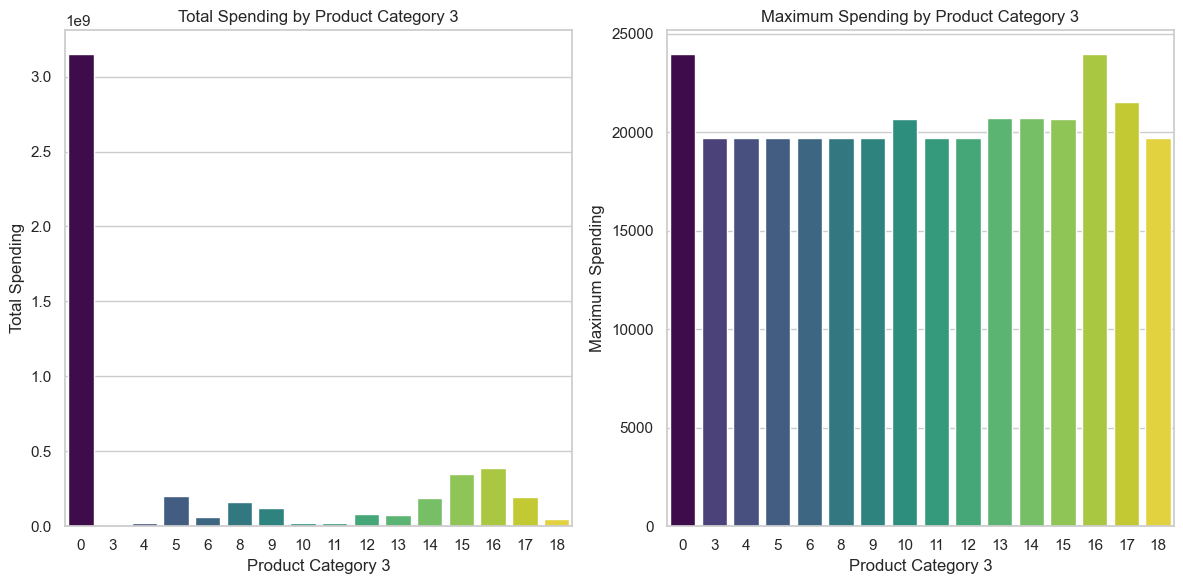 Total Spending by Product Category 3
1e9
3.0
2.5
2.0
1.5
1.0
0.5
0.0
Total Spending
0 3 4 5 6 8 9 10 11 12 13 14 15 16 17 18
Product Category 3
Maximum Spending by Product Category 3
25000
20000
15000
10000
5000
0
Maximum Spending
0 3 4 5 6 8 9 10 11 12 13 14 15 16 17 18
Product Category 3